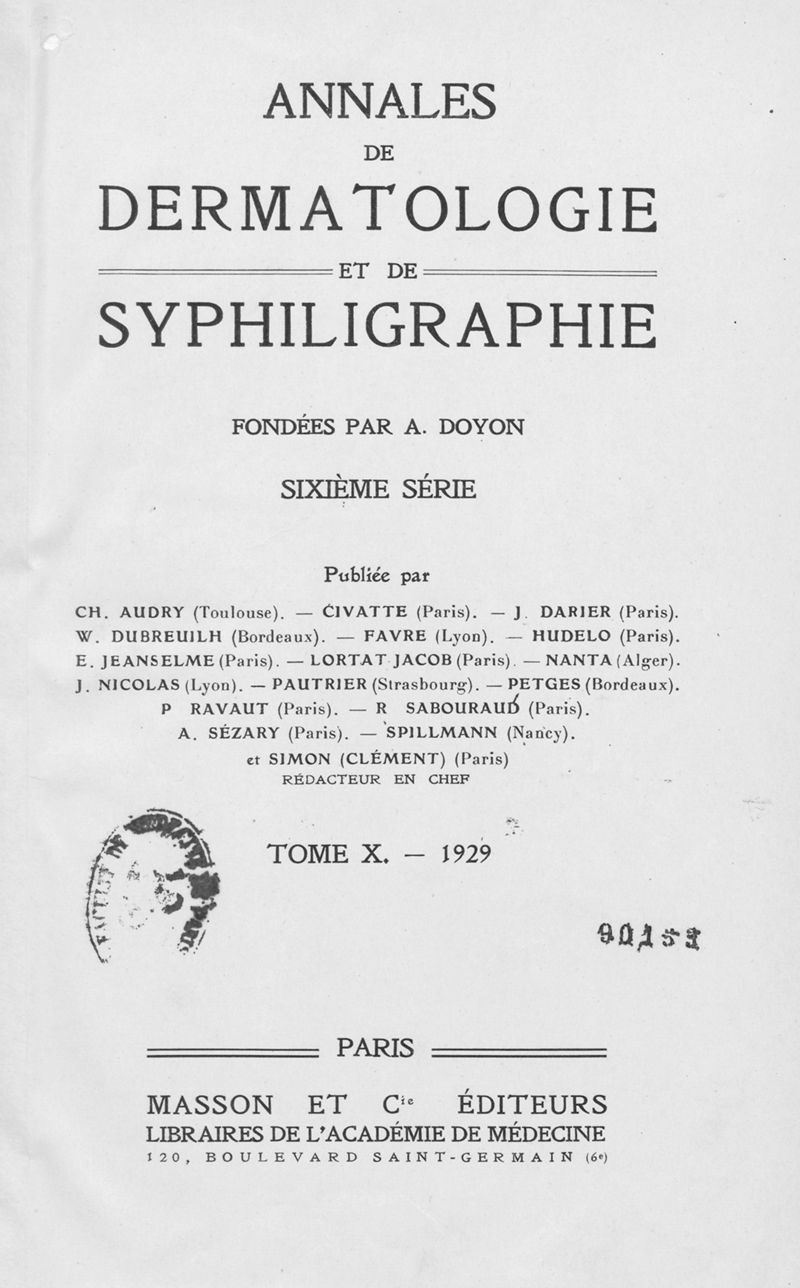 ANNALES
DE
DERMATOLOGIE
ET DE
SYPHILIGRAPHIE
FONDÉES PAR A. DOYON
SIXIÈME SÉRIE
Publiée par
CH. AUDRY (Toulouse). — CIVATTE (Paris). — J. DARIER (Paris).
W. DUBREUILH (Bordeaux). — FAVRE (Lyon). — HUDELO (Paris).
E. JEANSELME (Paris). — LORTAT JACOB (Paris). — NANTA (Alger).
J. NICOLAS (Lyon). — PAUTRIER (Strasbourg). — PETGES (Bordeaux).
P RAVAUT (Paris). — R SABOURAUD (Paris).
A. SÉZARY (Paris). — SPILLMANN (Nancy).
et SIMON (CLÉMENT) (Paris)
RÉDACTEUR EN CHEF
TOME X. — 1929
PARIS
MASSON ET Cie ÉDITEURS
LIBRAIRES DE L'ACADÉMIE DE MÉDECINE
120, BOULEVARD SAINT-GERMAIN (6e)